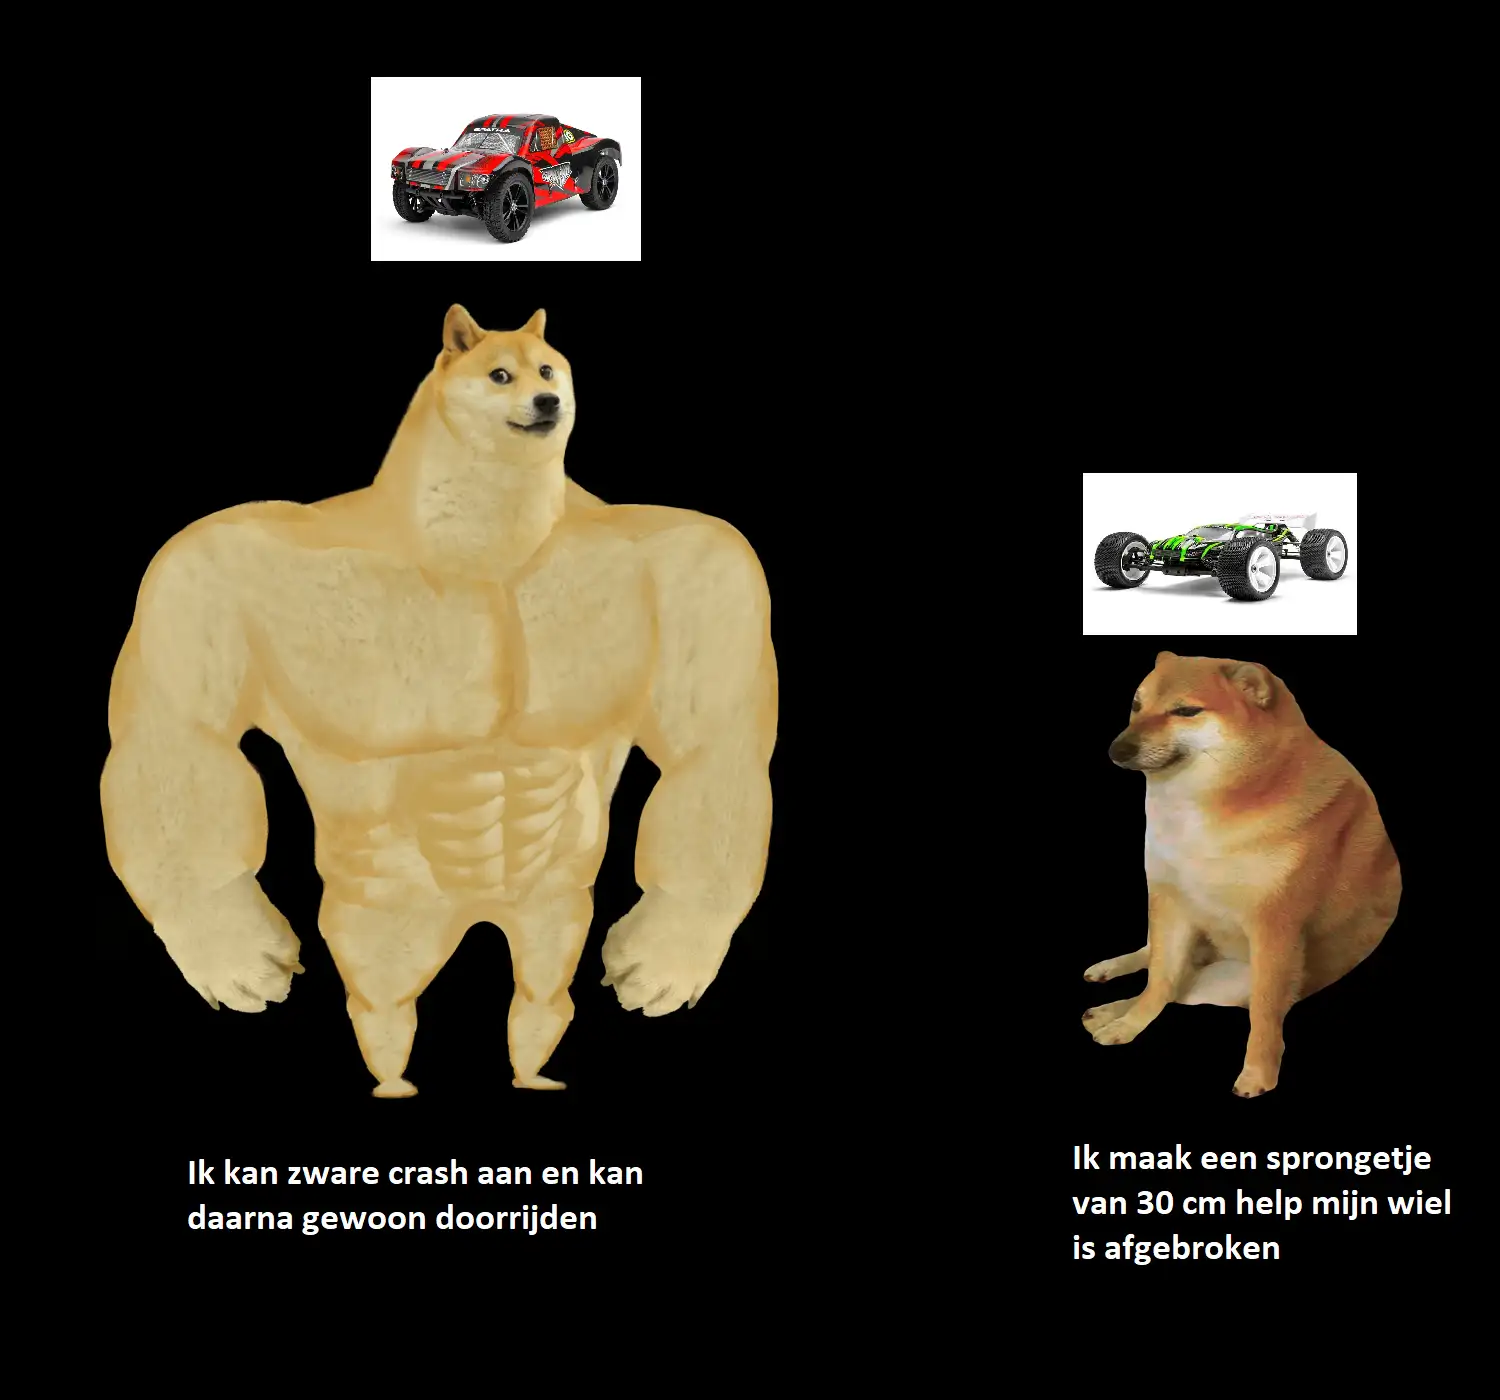 SPATHA
Ik kan zware crash aan en kan
daarna gewoon doorrijden
Ik maak een sprongetje
van 30 cm help mijn wiel
is afgebroken